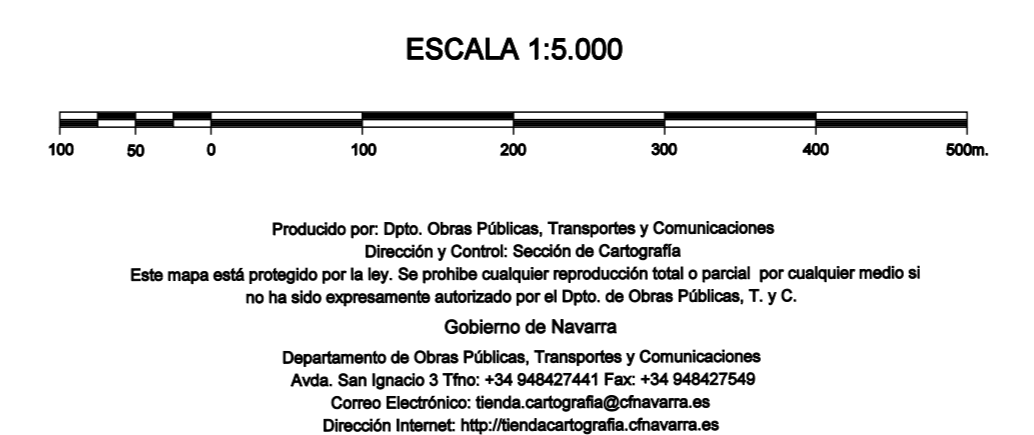 ESCALA 1:5.000
100 50 0 100 200 300 400 500m.
Producido por: Dpto. Obras Públicas, Transportes y Comunicaciones
Dirección y Control: Sección de Cartografía
Este mapa está protegido por la ley. Se prohibe cualquier reproducción total o parcial por cualquier medio si
no ha sido expresamente autorizado por el Dpto. de Obras Públicas, T. y C.
Gobierno de Navarra
Departamento de Obras Públicas, Transportes y Comunicaciones
Avda. San Ignacio 3 Tfno: +34 948427441 Fax: +34 948427549
Correo Electrónico: tienda.cartografia@cfnavarra.es
Dirección Internet: http://tiendacartografia.cfnavarra.es